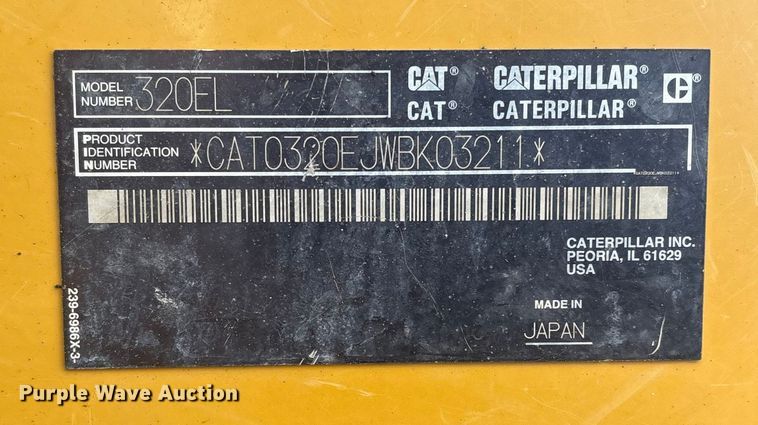 MODEL NUMBER 320EL
CAT® CATERPILLAR® C®
CAT® CATERPILLAR®
PRODUCT IDENTIFICATION NUMBER *CAT0320EJWBK03211*
CATERPILLAR INC.
PEORIA, IL 61629
USA
MADE IN
JAPAN
239-6986X-3-
Purple Wave Auction